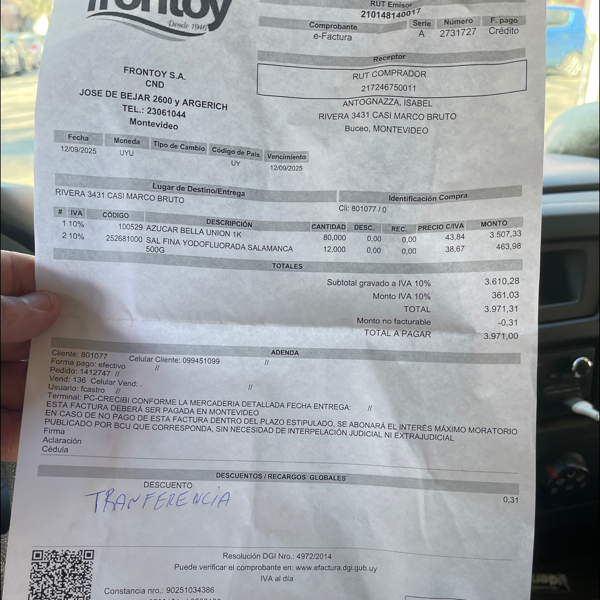 frontoy
Desde 1946
RUT Emisor
210148140017
Comprobante Serie Número F. pago
e-Factura A 2731727 Crédito
Receptor
RUT COMPRADOR
217246750011
ANTOGNAZZA, ISABEL
RIVERA 3431 CASI MARCO BRUTO
Buceo, MONTEVIDEO
FRONTOY S.A.
CND
JOSE DE BEJAR 2600 y ARGERICH
TEL.: 23061044
Montevideo
Fecha Moneda Tipo de Cambio Código de País Vencimiento
12/09/2025 UYU UY 12/09/2025
Lugar de Destino/Entrega
RIVERA 3431 CASI MARCO BRUTO
Identificación Compra
Cli: 801077 / 0
# IVA CÓDIGO DESCRIPCIÓN CANTIDAD DESC. REC. PRECIO C/IVA MONTO
1 10% 100529 AZUCAR BELLA UNION 1K 80,000 0,00 0,00 43,84 3.507,33
2 10% 252681000 SAL FINA YODOFLUORADA SALAMANCA 12,000 0,00 0,00 38,67 463,98
500G
TOTALES
Subtotal gravado a IVA 10% 3.610,28
Monto IVA 10% 361,03
TOTAL 3.971,31
Monto no facturable -0,31
TOTAL A PAGAR 3.971,00
ADENDA
Cliente: 801077 Celular Cliente: 099451099 //
Forma pago: efectivo //
Pedido: 1412747 //
Vend: 136 Celular Vend: - //
Usuario: fcastro //
Terminal: PC-CRECIBI CONFORME LA MERCADERIA DETALLADA FECHA ENTREGA: //
ESTA FACTURA DEBERÁ SER PAGADA EN MONTEVIDEO
EN CASO DE NO PAGO DE ESTA FACTURA DENTRO DEL PLAZO ESTIPULADO, SE ABONARÁ EL INTERÉS MÁXIMO MORATORIO
PUBLICADO POR BCU QUE CORRESPONDA, SIN NECESIDAD DE INTERPELACIÓN JUDICIAL NI EXTRAJUDICIAL
Firma
Aclaración
Cédula
DESCUENTOS / RECARGOS GLOBALES
DESCUENTO 0,31
TRANFERENCIA
Resolución DGI Nro.: 4972/2014
Puede verificar el comprobante en: www.efactura.dgi.gub.uy
IVA al día
Constancia nro.: 90251034386